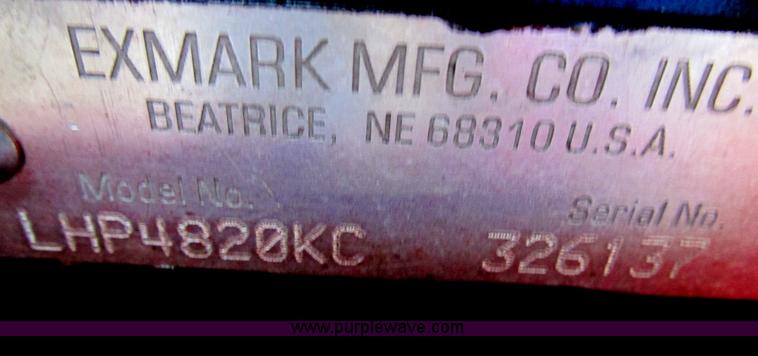 EXMARK MFG. CO. INC.
BEATRICE, NE 68310 U.S.A.
Model No.
LHP4820KC
Serial No.
326137
www.purplewave.com